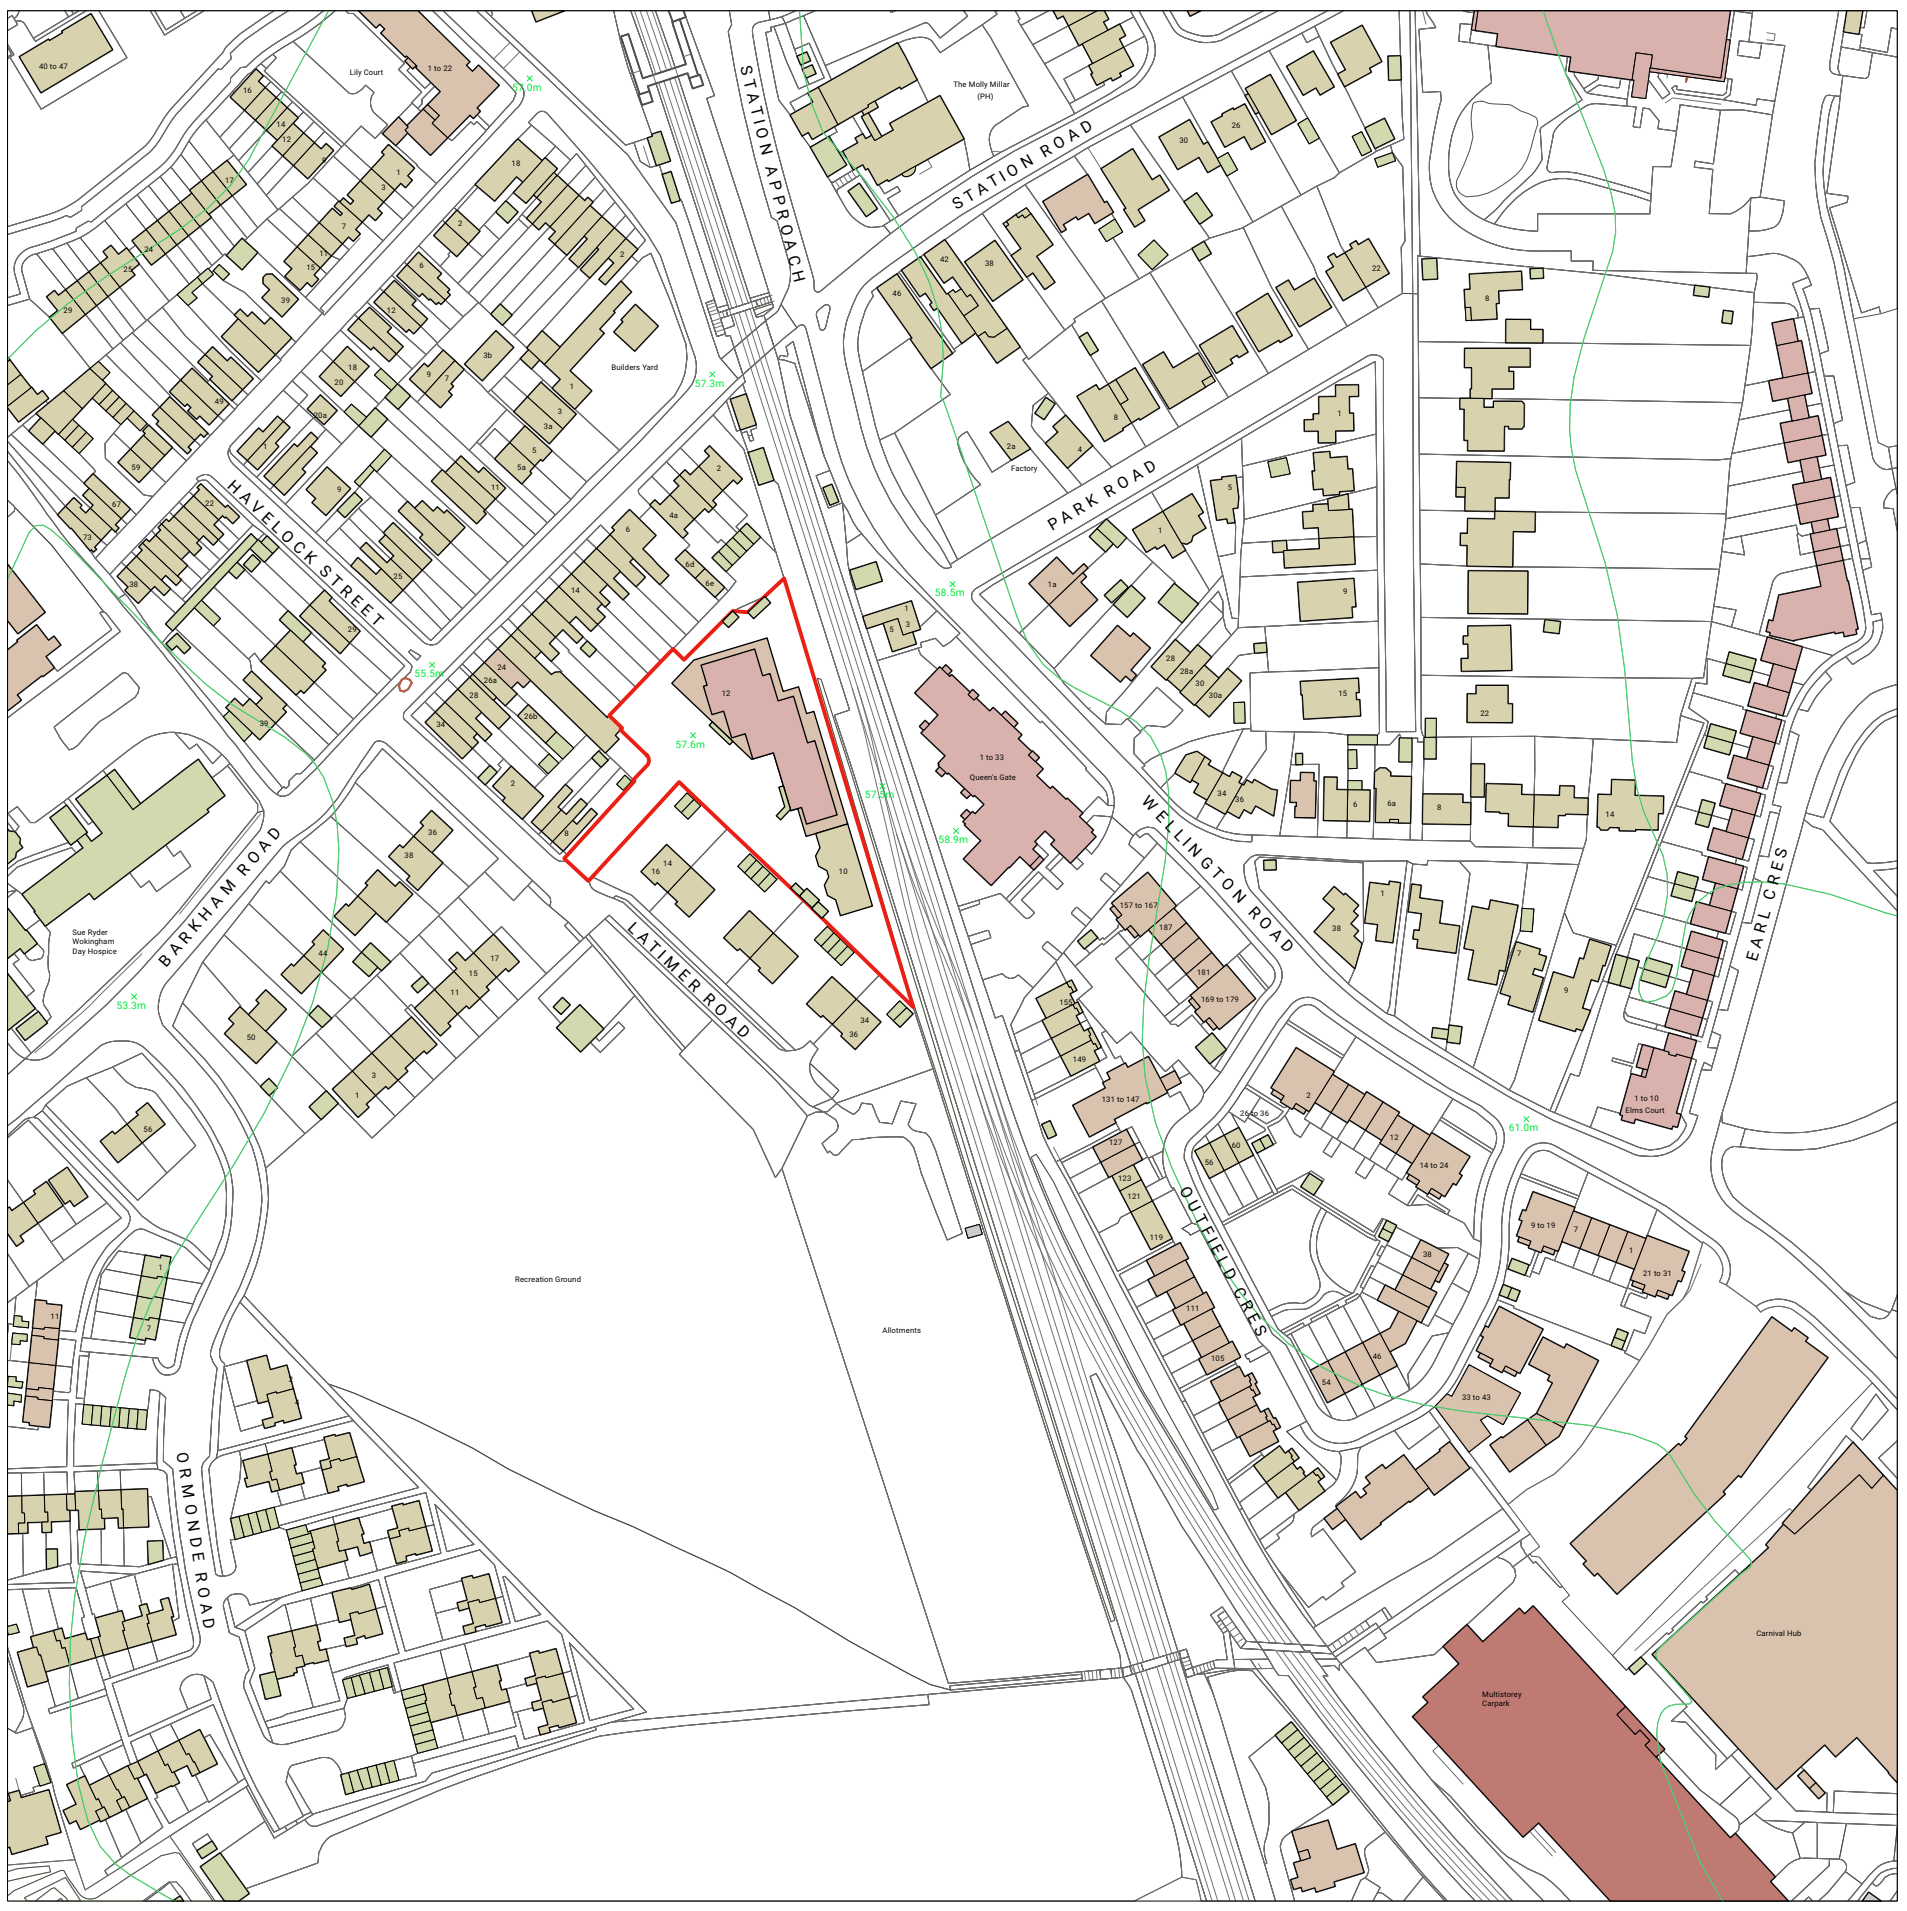 40 to 47
Lily Court
1 to 22
57.0m
STATION APPROACH
The Molly Millar
(PH)
STATION ROAD
16
14
12
17
1
3
7
11
15
24
25
29
39
18
2
2
6
12
30
26
46
42
38
22
8
Builders Yard
57.3m
18
20
9
7
3b
1
3
3a
5
5a
20a
49
59
67
73
1
9
11
HAVELOCK STREET
22
38
25
29
39
2
4a
6
6d
6e
14
2a
Factory
4
8
PARK ROAD
1
5
1
58.5m
1a
9
15
22
1
3
5
28
28a
30
30a
55.5m
24
26a
28
26b
34
2
8
12
57.6m
57.5m
10
1 to 33
Queen's Gate
58.9m
WELLINGTON ROAD
34
36
6
6a
8
14
EARL CRES
BARKHAM ROAD
36
38
44
50
17
15
11
3
1
14
16
34
36
LATIMER ROAD
Sue Ryder
Wokingham
Day Hospice
53.3m
157 to 167
187
181
169 to 179
38
1
7
9
155
149
131 to 147
127
123
121
119
111
105
2
12
14 to 24
26 to 36
60
56
61.0m
1 to 10
Elms Court
OUTFIELD CRES
38
46
54
9 to 19
7
1
21 to 31
33 to 43
56
1
7
11
ORMONDE ROAD
Recreation Ground
Allotments
Carnival Hub
Multistorey
Carpark